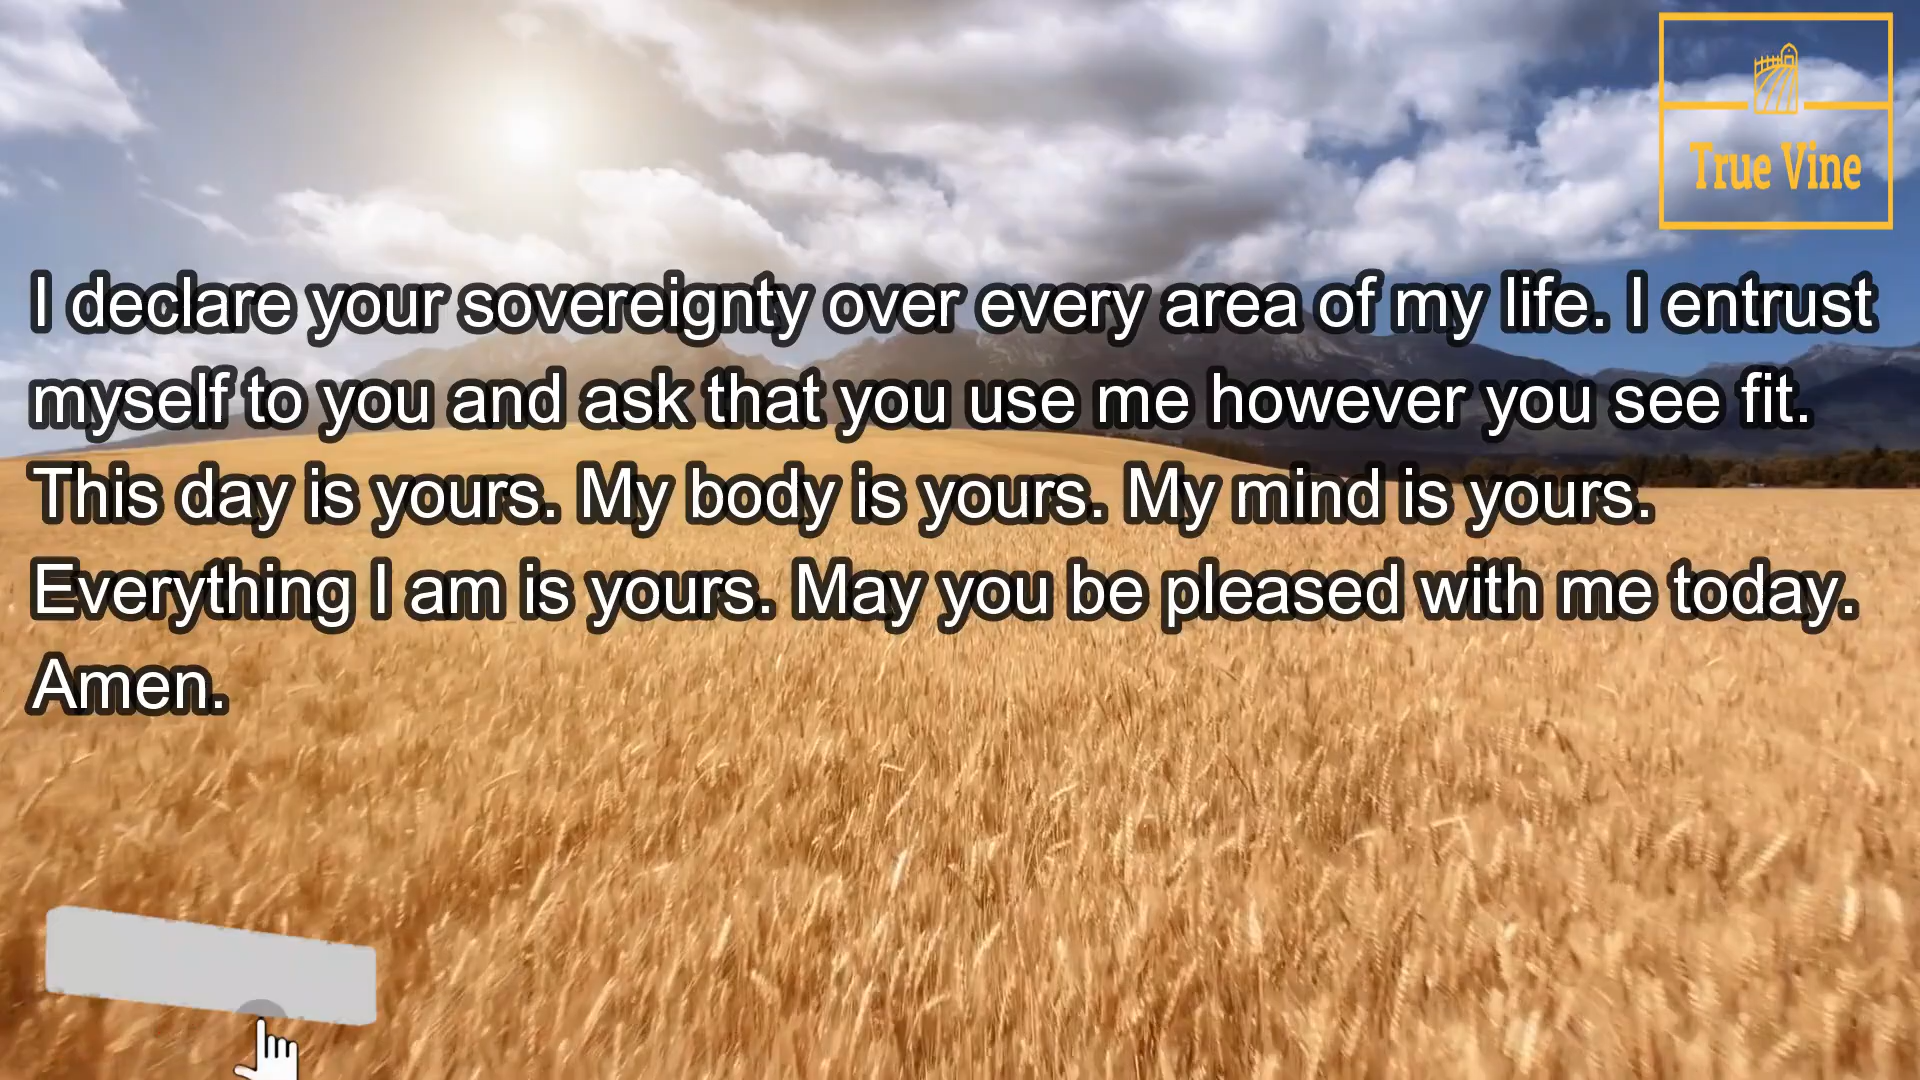 True Vine
I declare your sovereignty over every area of my life. I entrust
myself to you and ask that you use me however you see fit.
This day is yours. My body is yours. My mind is yours.
Everything I am is yours. May you be pleased with me today.
Amen.